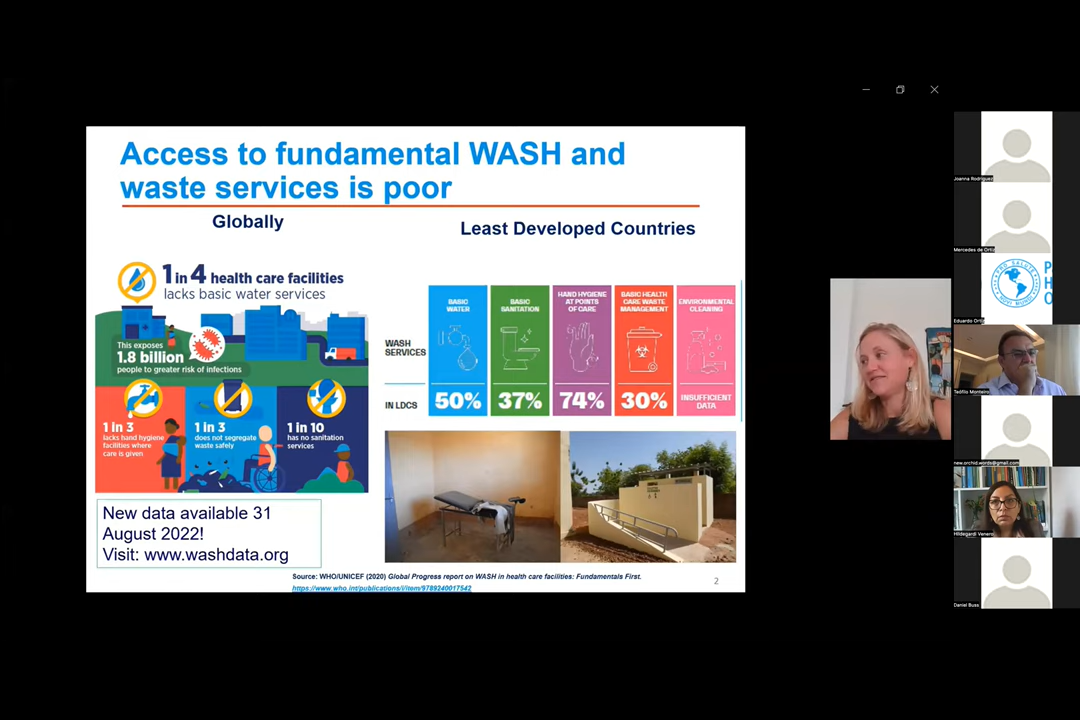 Access to fundamental WASH and
waste services is poor
Globally
Least Developed Countries
1 in 4 health care facilities
lacks basic water services
This exposes
1.8 billion
people to greater risk of infections
1 in 3
lacks hand hygiene
facilities where
care is given
1 in 3
does not segregate
waste safely
1 in 10
has no sanitation
services
WASH
SERVICES
BASIC
WATER
BASIC
SANITATION
HAND HYGIENE
AT POINTS
OF CARE
BASIC HEALTH
CARE WASTE
MANAGEMENT
ENVIRONMENTAL
CLEANING
IN LDCS
50%
37%
74%
30%
INSUFFICIENT
DATA
New data available 31
August 2022!
Visit: www.washdata.org
Source: WHO/UNICEF (2020) Global Progress report on WASH in health care facilities: Fundamentals First.
https://www.who.int/publications/i/item/9789240017542
2
Joanna Rodriguez
Mercedes de Ortiz
PRO SALUTE
NOVI MUNDI
P
H
O
Eduardo Ortiz
Teófilo Monteiro
new.orchid.words@gmail.com
Hildegardi Venero
Daniel Buss